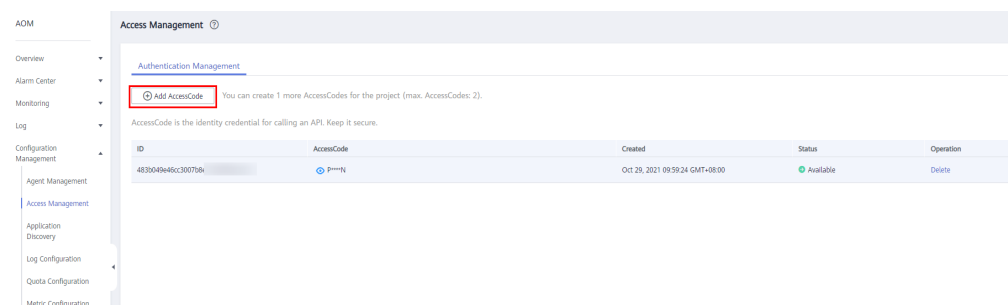 AOM
Access Management
Overview
Authentication Management
Alarm Center
Add AccessCode You can create 1 more AccessCodes for the project (max. AccessCodes: 2).
Monitoring
Log
AccessCode is the identity credential for calling an API. Keep it secure.
Configuration
Management
ID AccessCode Created Status Operation
P****N Oct 29, 2021 09:59:24 GMT+08:00 Available Delete
Agent Management
Access Management
Application
Discovery
Log Configuration
Quota Configuration
Metric Configuration